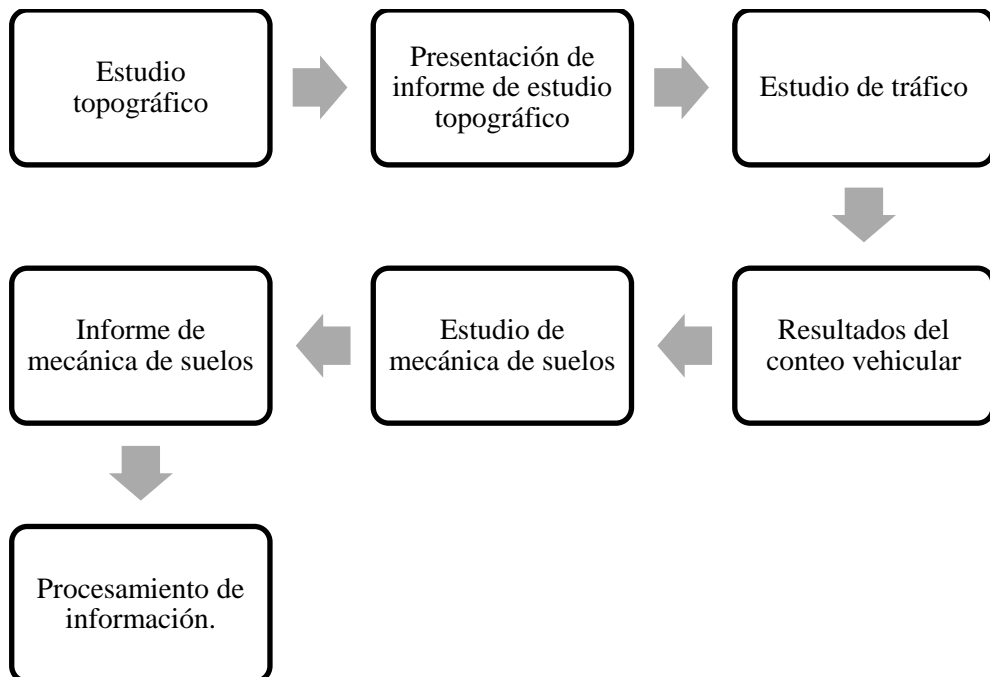 Estudio
topográfico
Presentación de
informe de estudio
topográfico
Estudio de tráfico
Resultados del
conteo vehicular
Estudio de
mecánica de suelos
Informe de
mecánica de suelos
Procesamiento de
información.